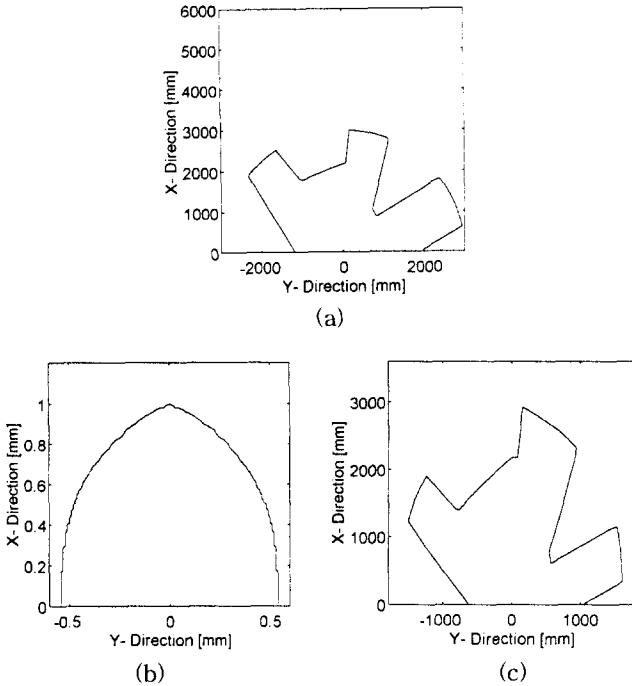 6000
5000
4000
3000
2000
1000
0
X- Direction [mm]
-2000 0 2000
Y- Direction [mm]
(a)
1
0.8
0.6
0.4
0.2
0
X- Direction [mm]
-0.5 0 0.5
Y- Direction [mm]
(b)
3000
2000
1000
0
X- Direction [mm]
-1000 0 1000
Y- Direction [mm]
(c)